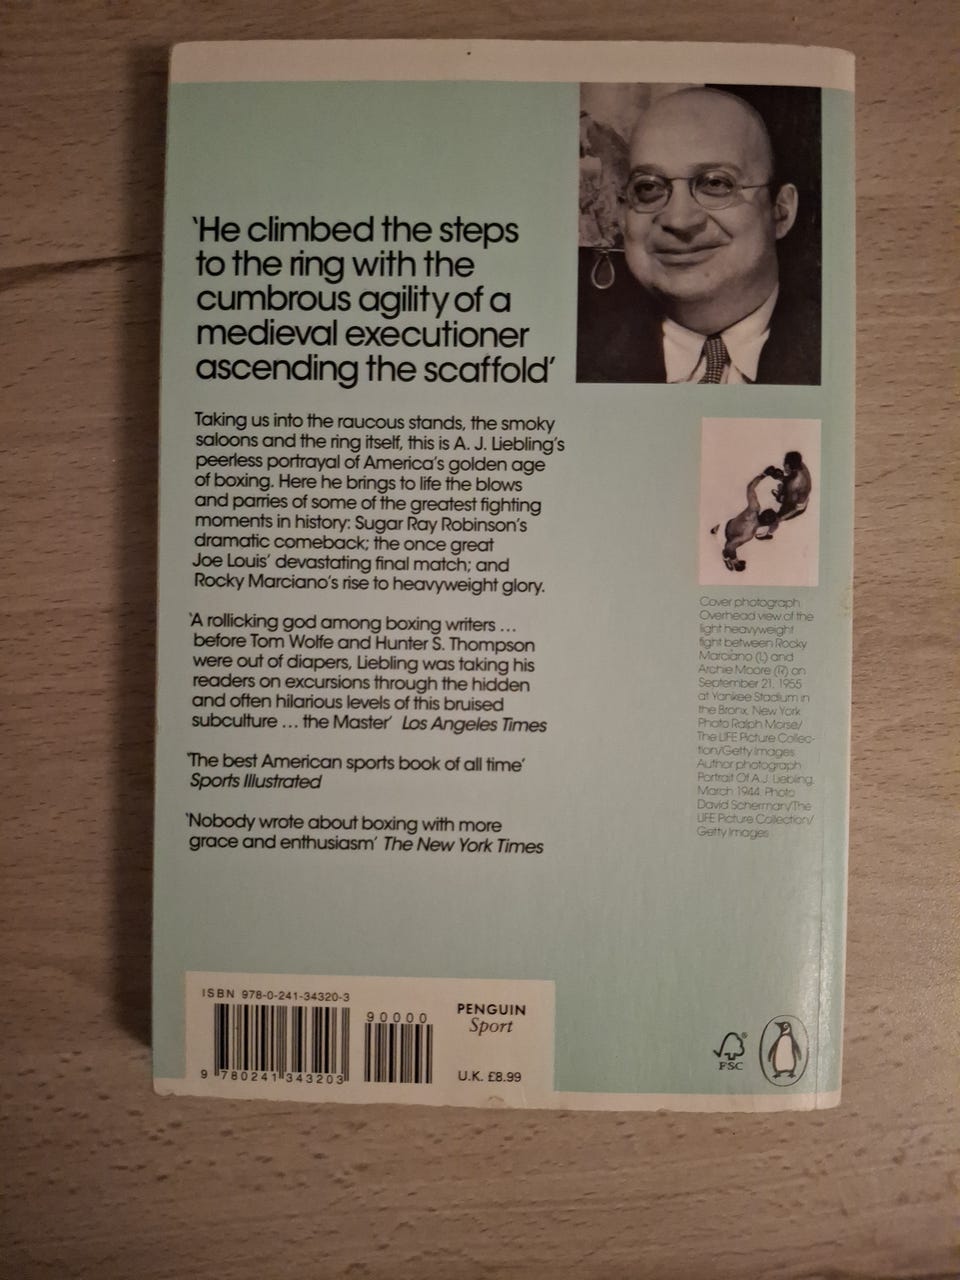 ‘He climbed the steps
to the ring with the
cumbrous agility of a
medieval executioner
ascending the scaffold’
Taking us into the raucous stands, the smoky
saloons and the ring itself, this is A. J. Liebling’s
peerless portrayal of America’s golden age
of boxing. Here he brings to life the blows
and parries of some of the greatest fighting
moments in history: Sugar Ray Robinson’s
dramatic comeback; the once great
Joe Louis’ devastating final match; and
Rocky Marciano’s rise to heavyweight glory.
‘A rollicking god among boxing writers ...
before Tom Wolfe and Hunter S. Thompson
were out of diapers, Liebling was taking his
readers on excursions through the hidden
and often hilarious levels of this bruised
subculture ... the Master’ Los Angeles Times
‘The best American sports book of all time’
Sports Illustrated
‘Nobody wrote about boxing with more
grace and enthusiasm’ The New York Times
Cover photograph
Overhead view of the
light heavyweight
fight between Rocky
Marciano (L) and
Archie Moore (R) on
September 21, 1955
at Yankee Stadium in
the Bronx, New York
Photo Ralph Morse/
The LIFE Picture Collec-
tion/Getty Images
Author photograph
Portrait Of A.J. Liebling,
March 1944. Photo
David Scherman/The
LIFE Picture Collection/
Getty Images
ISBN 978-0-241-34320-3
90000
9 780241 343203
PENGUIN
Sport
U.K. £8.99
FSC